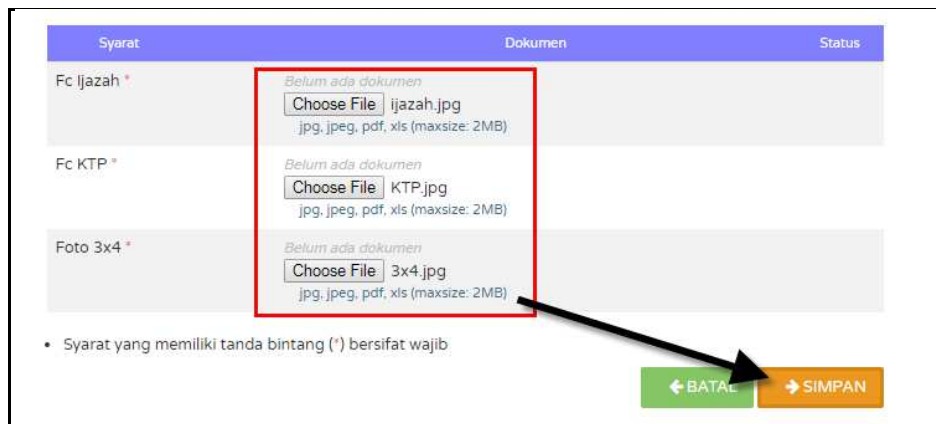 Syarat Dokumen Status
Fc Ijazah * Belum ada dokumen
Choose File ijazah.jpg
jpg, jpeg, pdf, xls (maxsize: 2MB)
Fc KTP * Belum ada dokumen
Choose File KTP.jpg
jpg, jpeg, pdf, xls (maxsize: 2MB)
Foto 3x4 * Belum ada dokumen
Choose File 3x4.jpg
jpg, jpeg, pdf, xls (maxsize: 2MB)
• Syarat yang memiliki tanda bintang (*) bersifat wajib
BATAL SIMPAN